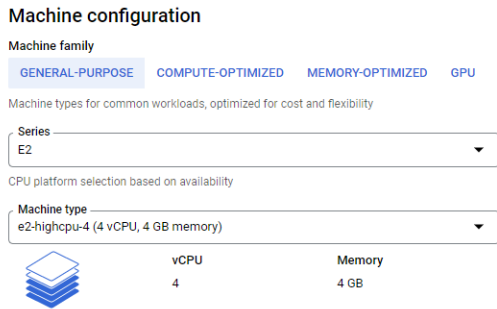 Machine configuration
Machine family
GENERAL-PURPOSE COMPUTE-OPTIMIZED MEMORY-OPTIMIZED GPU
Machine types for common workloads, optimized for cost and flexibility
Series
E2
CPU platform selection based on availability
Machine type
e2-highcpu-4 (4 vCPU, 4 GB memory)
vCPU Memory
4 4 GB